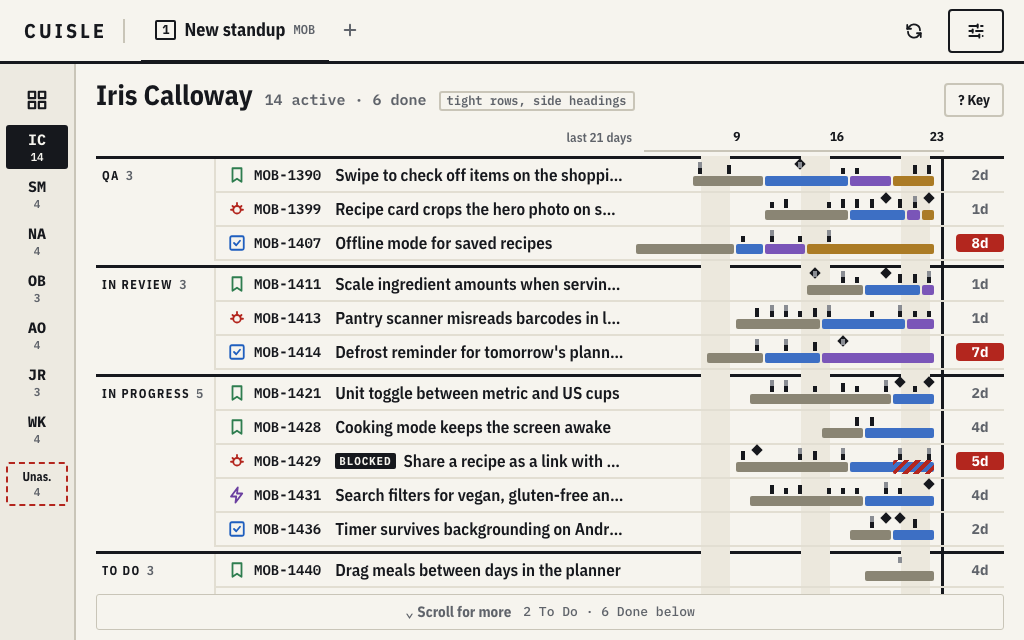 CUISLE
1 New standup MOB +
Iris Calloway 14 active · 6 done tight rows, side headings ? Key
last 21 days 9 16 23
IC
14
SM
4
NA
4
OB
3
AO
4
JR
3
WK
4
Unas.
4
QA 3
MOB-1390 Swipe to check off items on the shoppi... 2d
MOB-1399 Recipe card crops the hero photo on s... 1d
MOB-1407 Offline mode for saved recipes 8d
IN REVIEW 3
MOB-1411 Scale ingredient amounts when servin... 1d
MOB-1413 Pantry scanner misreads barcodes in l... 1d
MOB-1414 Defrost reminder for tomorrow's plann... 7d
IN PROGRESS 5
MOB-1421 Unit toggle between metric and US cups 2d
MOB-1428 Cooking mode keeps the screen awake 4d
MOB-1429 BLOCKED Share a recipe as a link with ... 5d
MOB-1431 Search filters for vegan, gluten-free an... 4d
MOB-1436 Timer survives backgrounding on Andr... 2d
TO DO 3
MOB-1440 Drag meals between days in the planner 4d
Scroll for more 2 To Do · 6 Done below